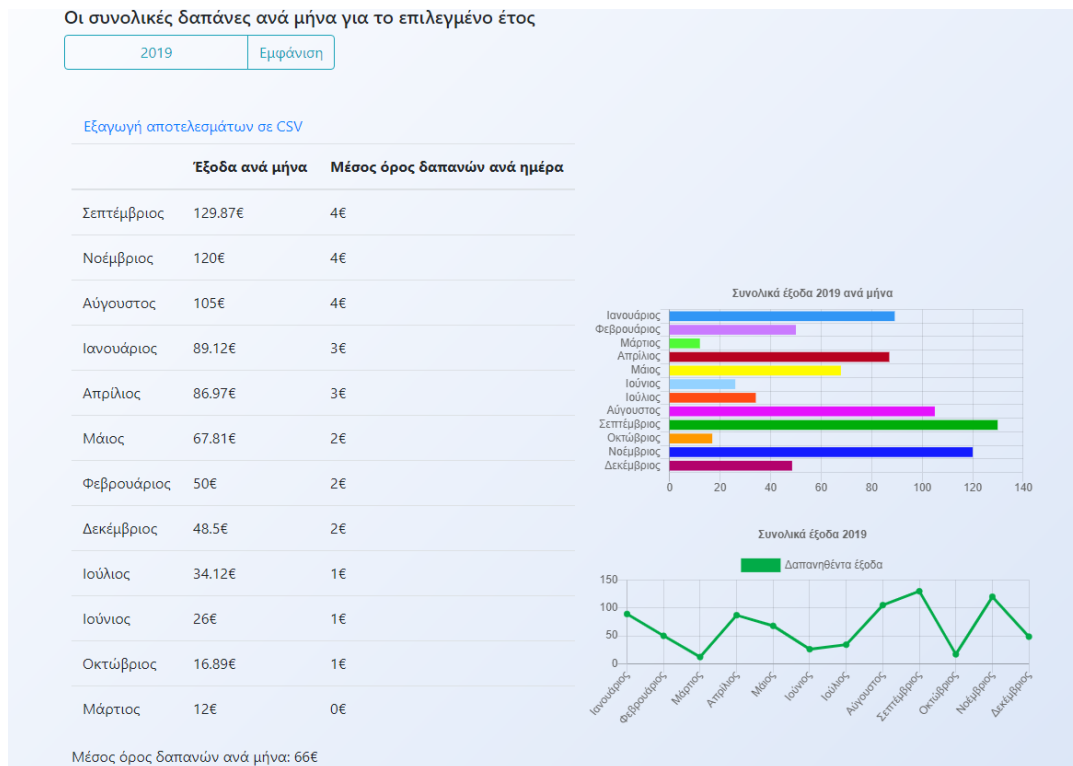 Οι συνολικές δαπάνες ανά μήνα για το επιλεγμένο έτος
2019 Εμφάνιση
Εξαγωγή αποτελεσμάτων σε CSV
Έξοδα ανά μήνα Μέσος όρος δαπανών ανά ημέρα
Σεπτέμβριος 129.87€ 4€
Νοέμβριος 120€ 4€
Αύγουστος 105€ 4€
Ιανουάριος 89.12€ 3€
Απρίλιος 86.97€ 3€
Μάιος 67.81€ 2€
Φεβρουάριος 50€ 2€
Δεκέμβριος 48.5€ 2€
Ιούλιος 34.12€ 1€
Ιούνιος 26€ 1€
Οκτώβριος 16.89€ 1€
Μάρτιος 12€ 0€
Μέσος όρος δαπανών ανά μήνα: 66€
Συνολικά έξοδα 2019 ανά μήνα
Ιανουάριος
Φεβρουάριος
Μάρτιος
Απρίλιος
Μάιος
Ιούνιος
Ιούλιος
Αύγουστος
Σεπτέμβριος
Οκτώβριος
Νοέμβριος
Δεκέμβριος
0 20 40 60 80 100 120 140
Συνολικά έξοδα 2019
Δαπανηθέντα έξοδα
150
100
50
0
Ιανουάριος Φεβρουάριος Μάρτιος Απρίλιος Μάιος Ιούνιος Ιούλιος Αύγουστος Σεπτέμβριος Οκτώβριος Νοέμβριος Δεκέμβριος